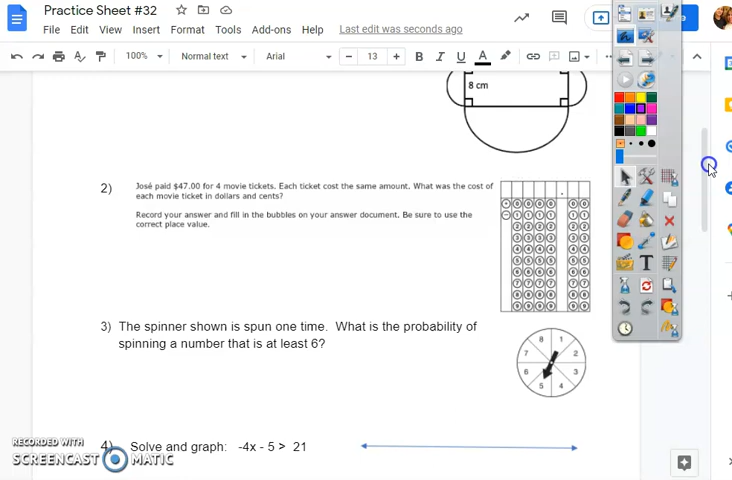 Practice Sheet #32
File Edit View Insert Format Tools Add-ons Help Last edit was seconds ago
100% Normal text Arial 13 B I U A
8 cm
2) José paid $47.00 for 4 movie tickets. Each ticket cost the same amount. What was the cost of
each movie ticket in dollars and cents?
Record your answer and fill in the bubbles on your answer document. Be sure to use the
correct place value.
3) The spinner shown is spun one time. What is the probability of
spinning a number that is at least 6?
8 1
7 2
6 3
5 4
4) Solve and graph: -4x - 5 > 21
RECORDED WITH
SCREENCAST MATIC